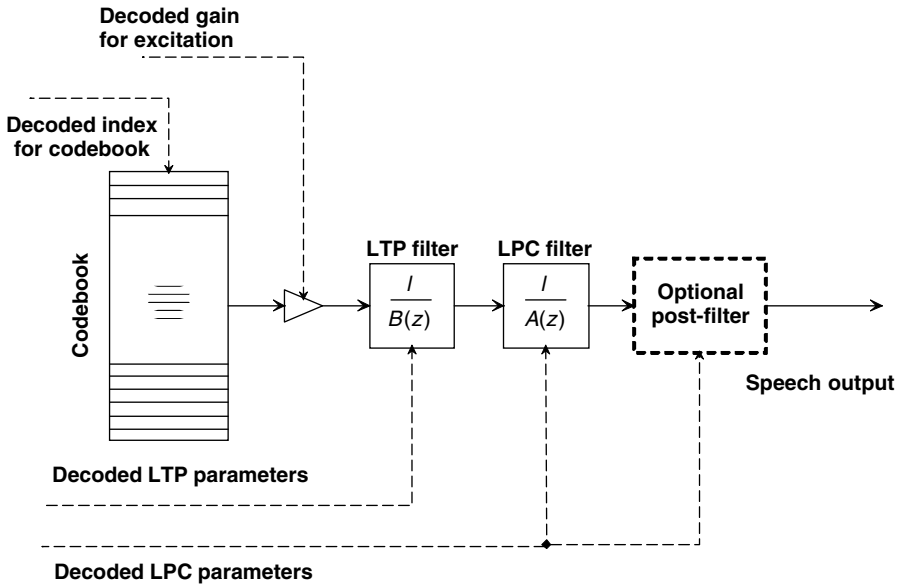 Decoded gain
for excitation
Decoded index
for codebook
Codebook
LTP filter
I
B(z)
LPC filter
I
A(z)
Optional
post-filter
Speech output
Decoded LTP parameters
Decoded LPC parameters